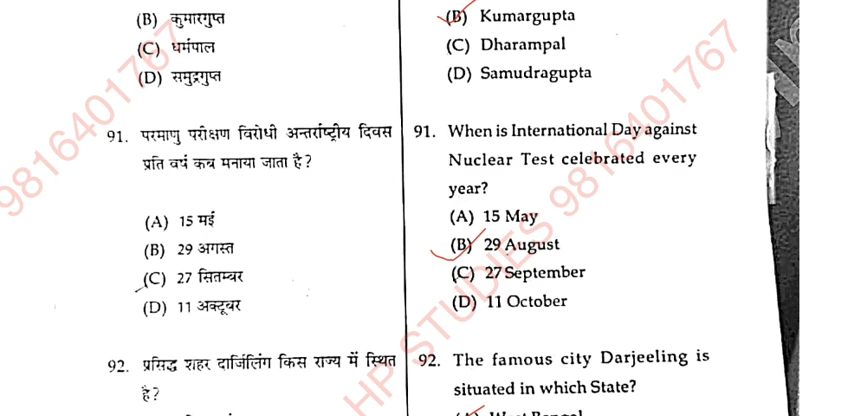 (B) कुमारगुप्त
(C) धर्मपाल
(D) समुद्रगुप्त
91. परमाणु परीक्षण विरोधी अन्तर्राष्ट्रीय दिवस
प्रति वर्ष कब मनाया जाता है?
(A) 15 मई
(B) 29 अगस्त
(C) 27 सितम्बर
(D) 11 अक्टूबर
92. प्रसिद्ध शहर दार्जिलिंग किस राज्य में स्थित
है?
(B) Kumargupta
(C) Dharampal
(D) Samudragupta
91. When is International Day against
Nuclear Test celebrated every
year?
(A) 15 May
(B) 29 August
(C) 27 September
(D) 11 October
92. The famous city Darjeeling is
situated in which State?
(A) West Bengal
9816401767
HP STUDIES 9816401767